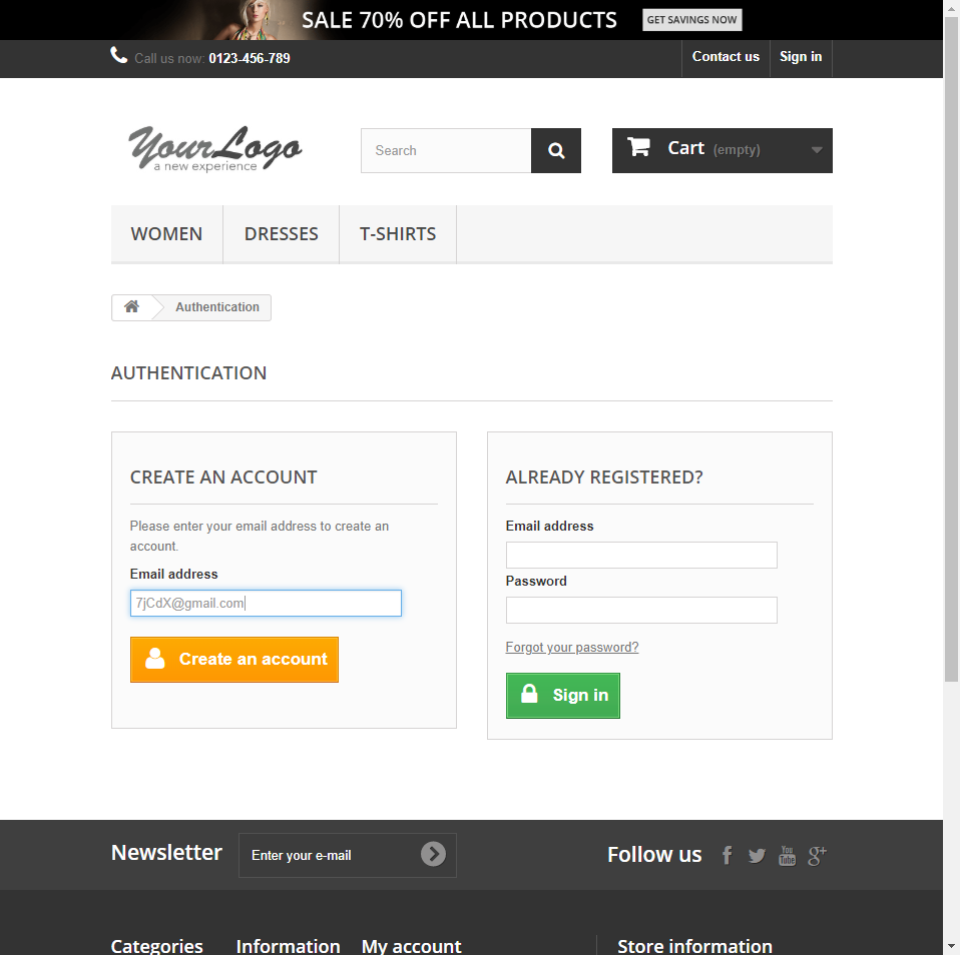 SALE 70% OFF ALL PRODUCTS GET SAVINGS NOW
Call us now: 0123-456-789 Contact us Sign in
Your Logo
a new experience
Search
Cart (empty)
WOMEN DRESSES T-SHIRTS
Authentication
AUTHENTICATION
CREATE AN ACCOUNT
Please enter your email address to create an
account.
Email address
7jCdX@gmail.com
Create an account
ALREADY REGISTERED?
Email address
Password
Forgot your password?
Sign in
Newsletter Enter your e-mail Follow us
Categories Information My account Store information